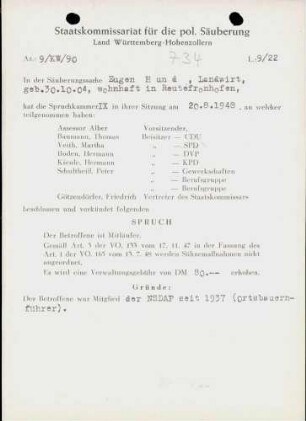 Staatskommissariat für die pol. Säuberung
Land Württemberg-Hohenzollern
Az: 9/KW/90
734
L 9/22
In der Säuberungssache Eugen Hund, Landwirt,
geb.30.10.04, wohnhaft in Reutefronhofen,
hat die Spruchkammer IX in ihrer Sitzung am 20.8.1948, an welcher
teilgenommen haben:
Assessor Alber Vorsitzender,
Baumann, Thomas Beisitzer — CDU
Veith, Martha „ — SPD
Boden, Hermann „ — DVP
Kienle, Hermann „ — KPD
Schultheiß, Peter „ — Gewerkschaften
„ — Berufsgruppe
„ — Berufsgruppe
Götzendörfer, Friedrich Vertreter des Staatskommissars
beschlossen und verkündet folgenden
SPRUCH
Der Betroffene ist Mitläufer.
Gemäß Art. 3 der VO. 133 vom 17. 11. 47 in der Fassung des
Art. 1 der VO. 165 vom 13. 7. 48 werden Sühnemaßnahmen nicht
angeordnet.
Es wird eine Verwaltungsgebühr von DM 80.-- erhoben.
Gründe:
Der Betroffene war Mitglied der NSDAP seit 1937 (Ortsbauern-
führer).